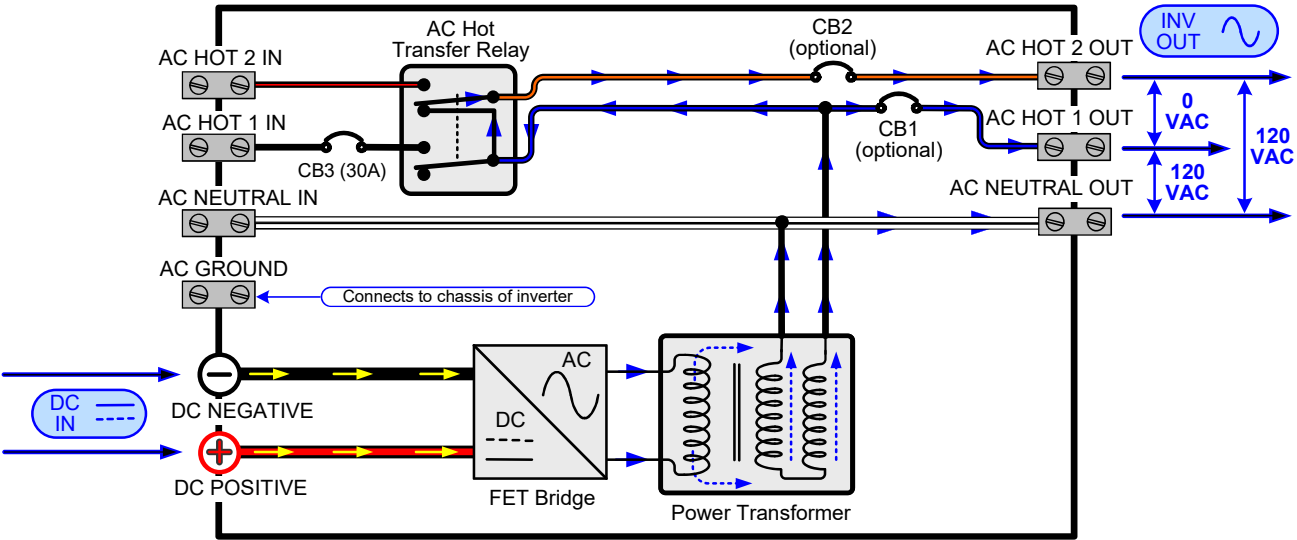 AC Hot
Transfer Relay
CB2
(optional)
INV
OUT
AC HOT 2 IN
AC HOT 2 OUT
AC HOT 1 IN
CB3 (30A)
CB1
(optional)
AC HOT 1 OUT
0
VAC
120
VAC
120
VAC
AC NEUTRAL IN
AC NEUTRAL OUT
AC GROUND
Connects to chassis of inverter
DC
IN
DC NEGATIVE
DC POSITIVE
AC
DC
FET Bridge
Power Transformer